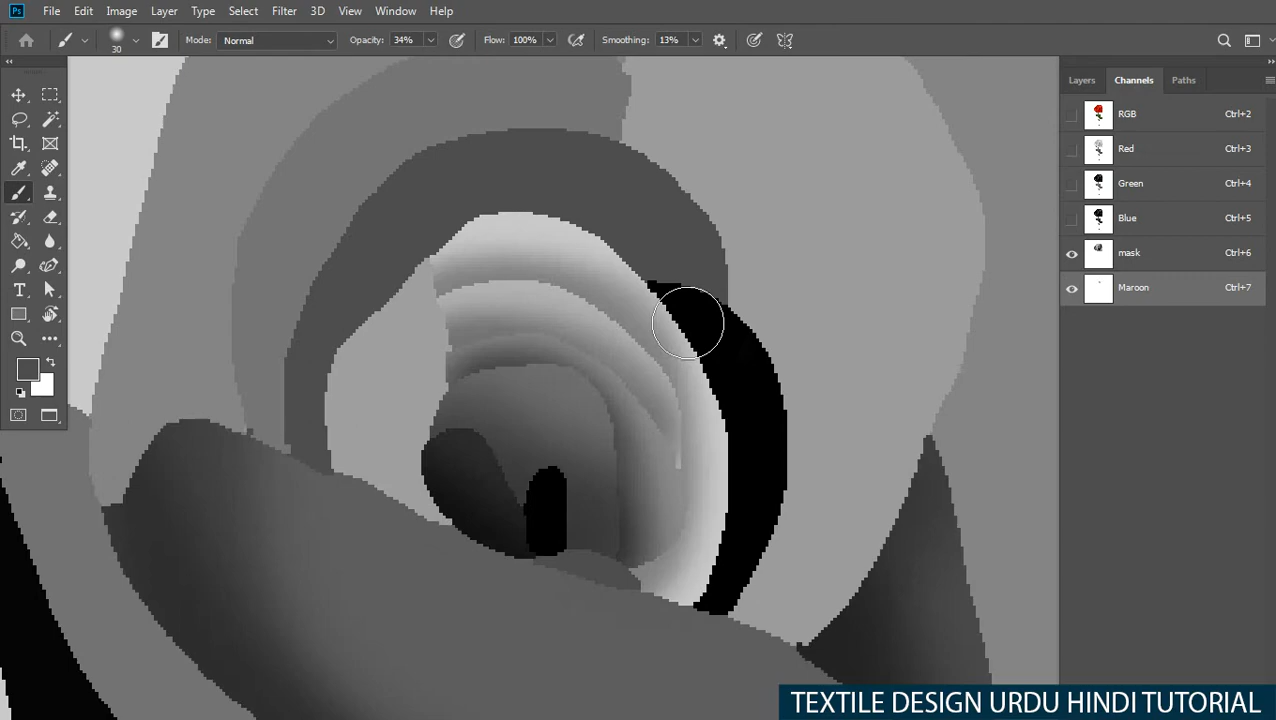 Ps File Edit Image Layer Type Select Filter 3D View Window Help
30 Mode: Normal Opacity: 34% Flow: 100% Smoothing: 13%
Layers Channels Paths
RGB Ctrl+2
Red Ctrl+3
Green Ctrl+4
Blue Ctrl+5
mask Ctrl+6
Maroon Ctrl+7
TEXTILE DESIGN URDU HINDI TUTORIAL